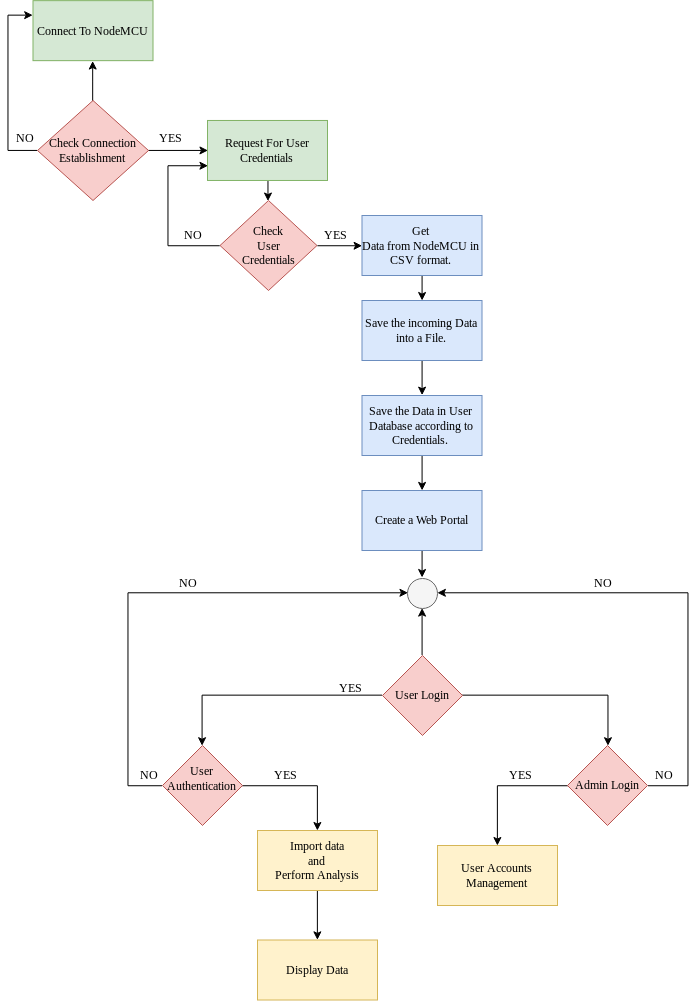 Connect To NodeMCU
NO
Check Connection
Establishment
YES
Request For User
Credentials
NO
Check
User
Credentials
YES
Get
Data from NodeMCU in
CSV format.
Save the incoming Data
into a File.
Save the Data in User
Database according to
Credentials.
Create a Web Portal
NO
NO
YES
User Login
NO
User
Authentication
YES
YES
Admin Login
NO
Import data
and
Perform Analysis
User Accounts
Management
Display Data